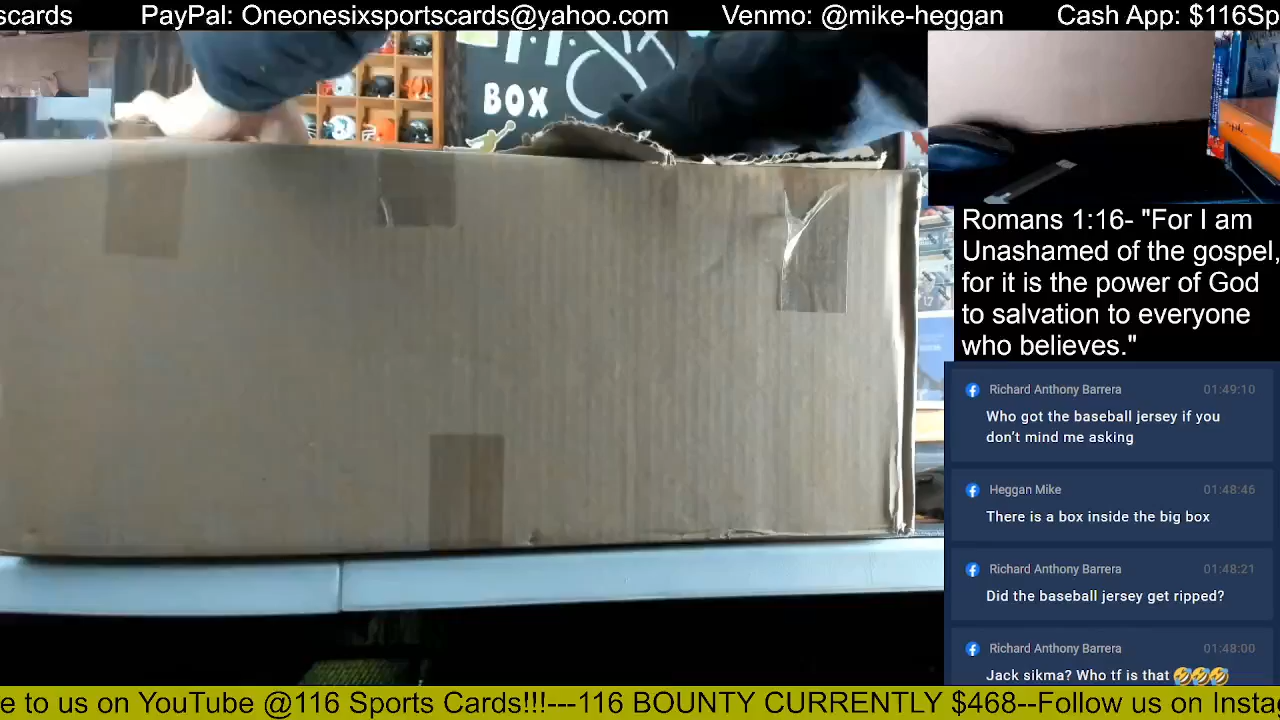 scards PayPal: Oneonesixsportscards@yahoo.com Venmo: @mike-heggan Cash App: $116Sp
BOX
Romans 1:16- "For I am
Unashamed of the gospel,
for it is the power of God
to salvation to everyone
who believes."
Richard Anthony Barrera 01:49:10
Who got the baseball jersey if you
don't mind me asking
Heggan Mike 01:48:46
There is a box inside the big box
Richard Anthony Barrera 01:48:21
Did the baseball jersey get ripped?
Richard Anthony Barrera 01:48:00
Jack sikma? Who tf is that 🤣🤣🤣
e to us on YouTube @116 Sports Cards!!!---116 BOUNTY CURRENTLY $468--Follow us on Insta